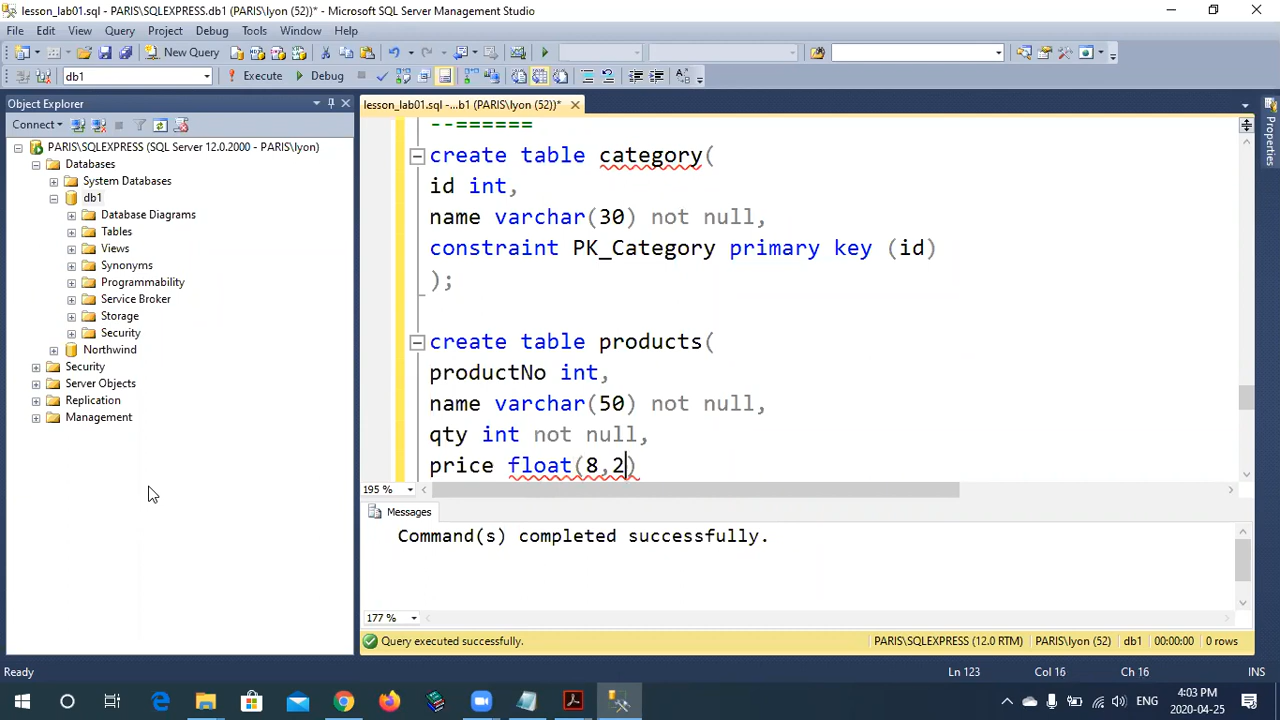 lesson_lab01.sql - PARIS\SQLEXPRESS.db1 (PARIS\lyon (52))* - Microsoft SQL Server Management Studio
File Edit View Query Project Debug Tools Window Help
New Query
db1 Execute Debug
Object Explorer
Connect
PARIS\SQLEXPRESS (SQL Server 12.0.2000 - PARIS\lyon)
Databases
System Databases
db1
Database Diagrams
Tables
Views
Synonyms
Programmability
Service Broker
Storage
Security
Northwind
Security
Server Objects
Replication
Management
lesson_lab01.sql -...b1 (PARIS\lyon (52))*
--======
create table category(
id int,
name varchar(30) not null,
constraint PK_Category primary key (id)
);
create table products(
productNo int,
name varchar(50) not null,
qty int not null,
price float(8,2)
195 %
Messages
Command(s) completed successfully.
177 %
Query executed successfully. PARIS\SQLEXPRESS (12.0 RTM) PARIS\lyon (52) db1 00:00:00 0 rows
Properties
Ready Ln 123 Col 16 Ch 16 INS
ENG 4:03 PM
2020-04-25